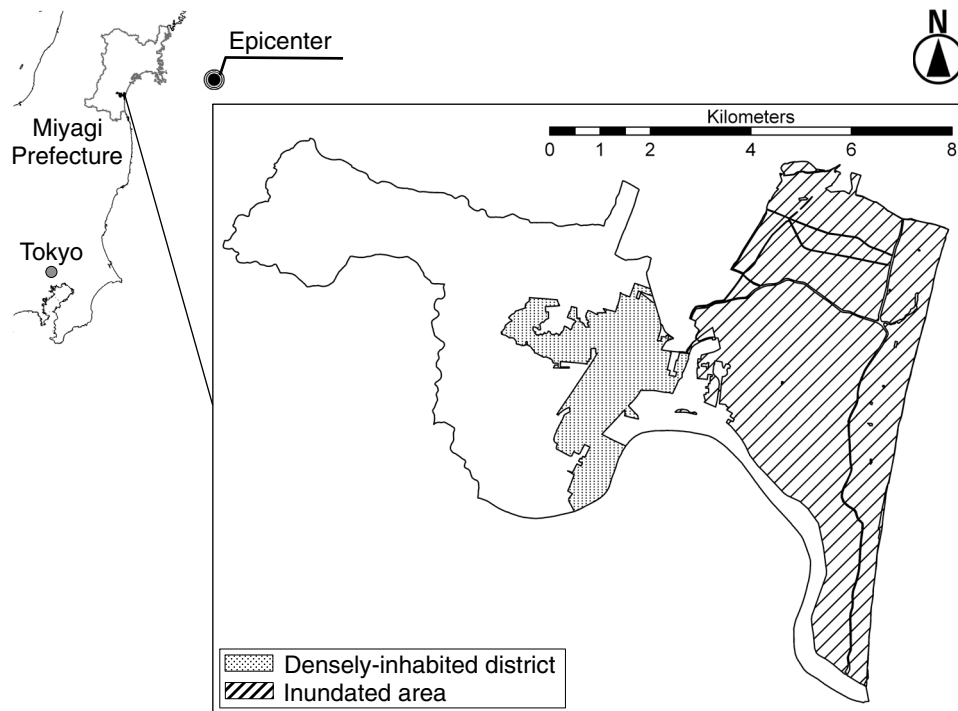 Epicenter
N
Miyagi
Prefecture
Tokyo
Kilometers
0 1 2 4 6 8
Densely-inhabited district
Inundated area